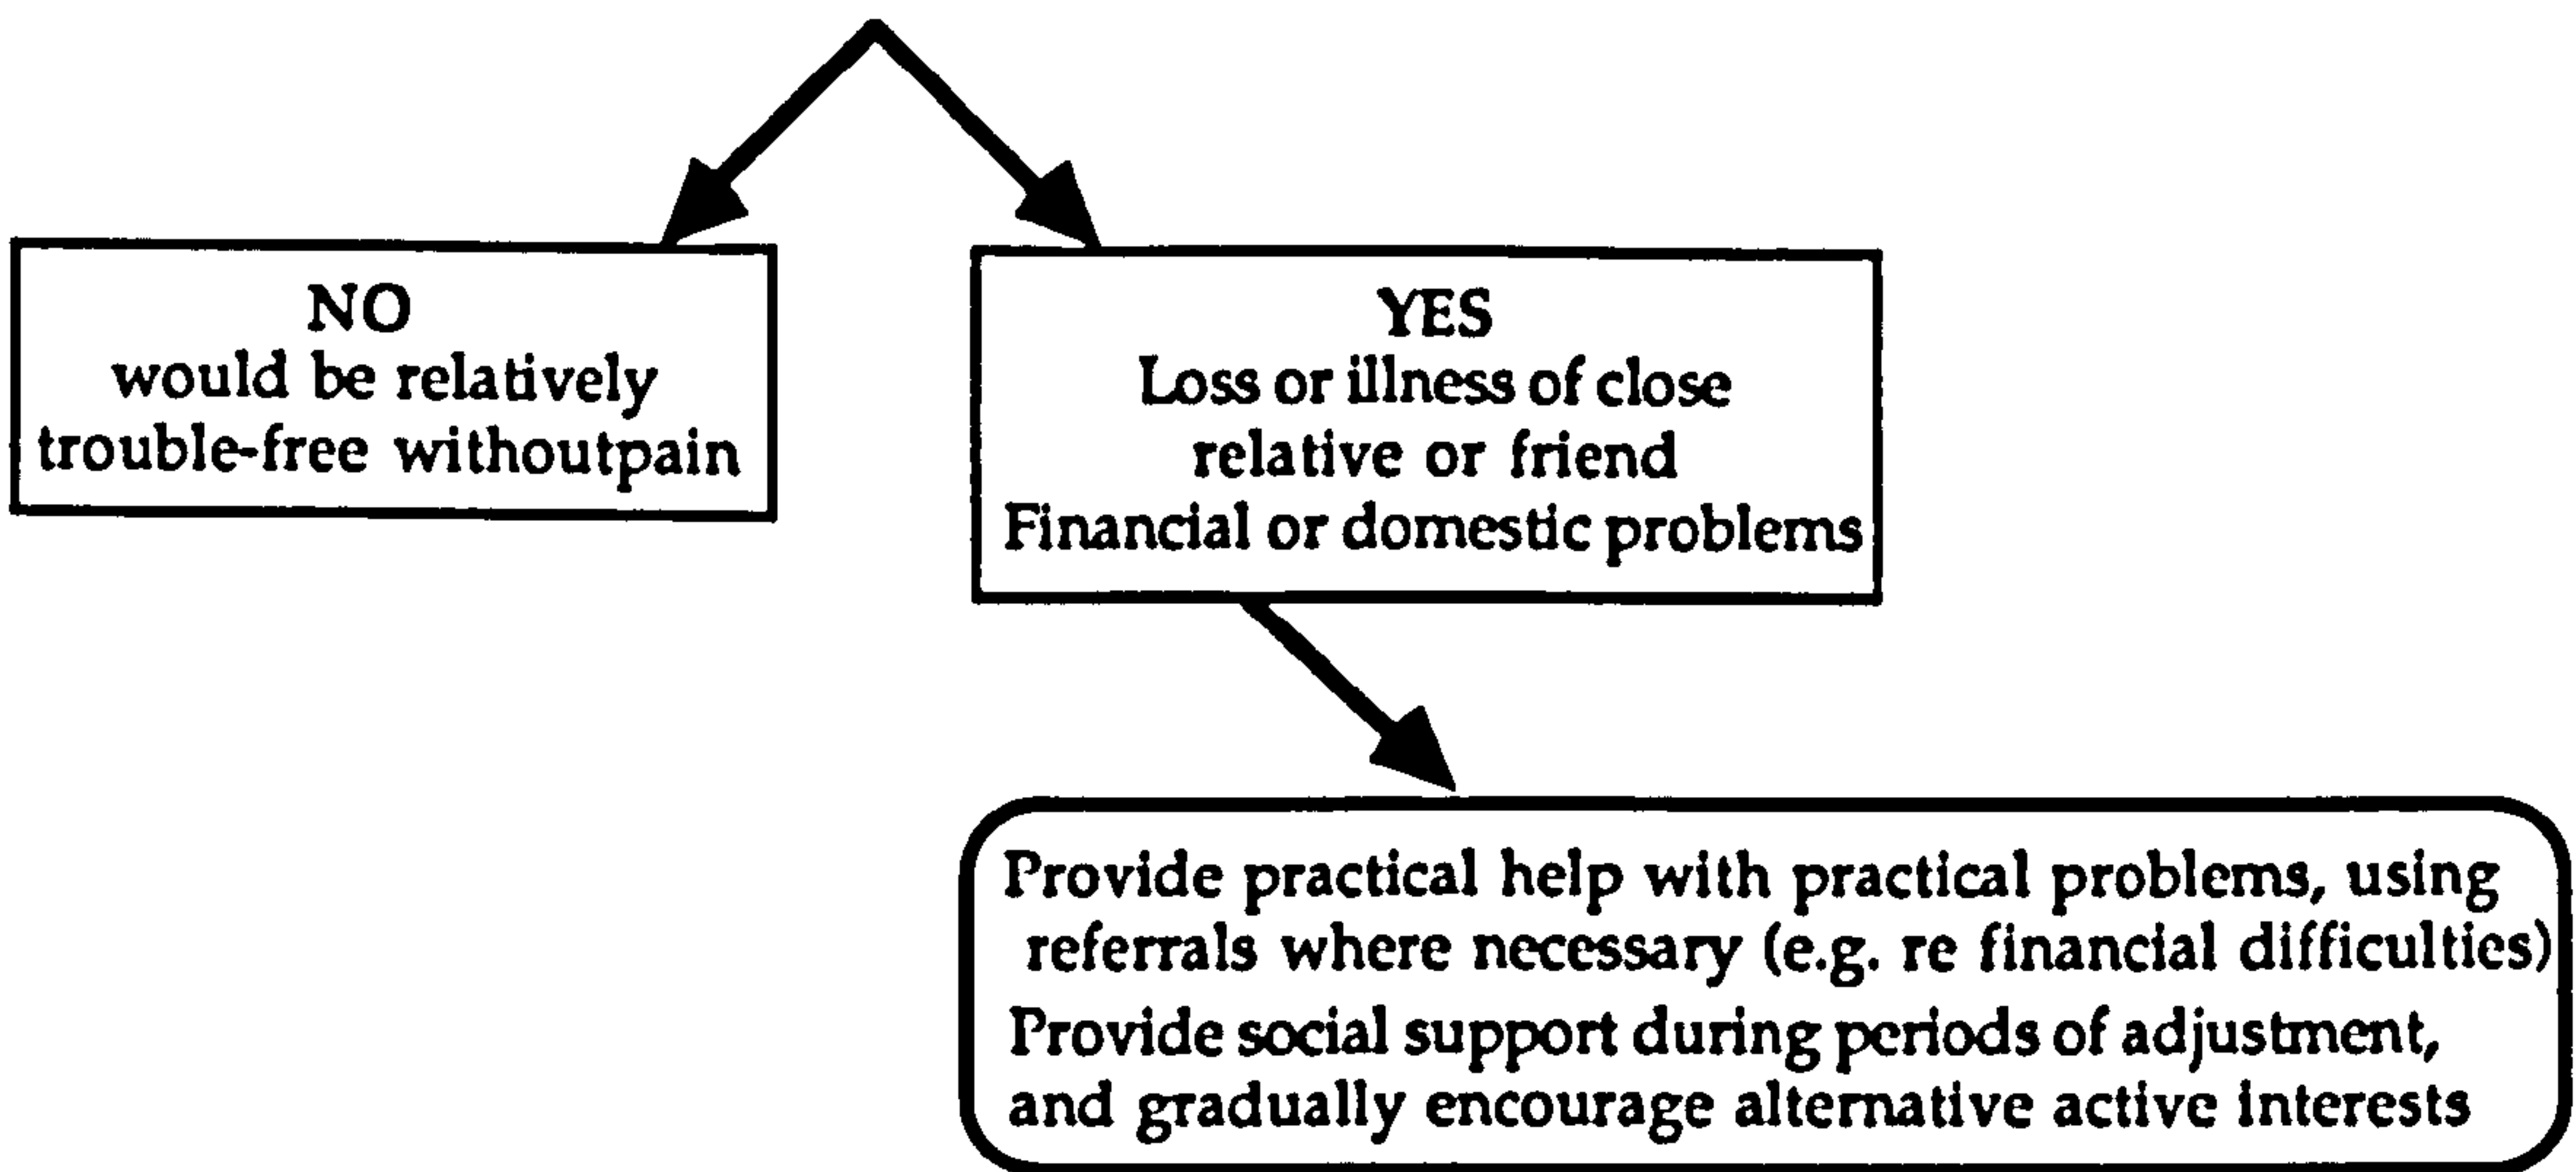 NO
would be relatively
trouble-free withoutpain
YES
Loss or illness of close
relative or friend
Financial or domestic problems
Provide practical help with practical problems, using
referrals where necessary (e.g. re financial difficulties)
Provide social support during periods of adjustment,
and gradually encourage alternative active interests